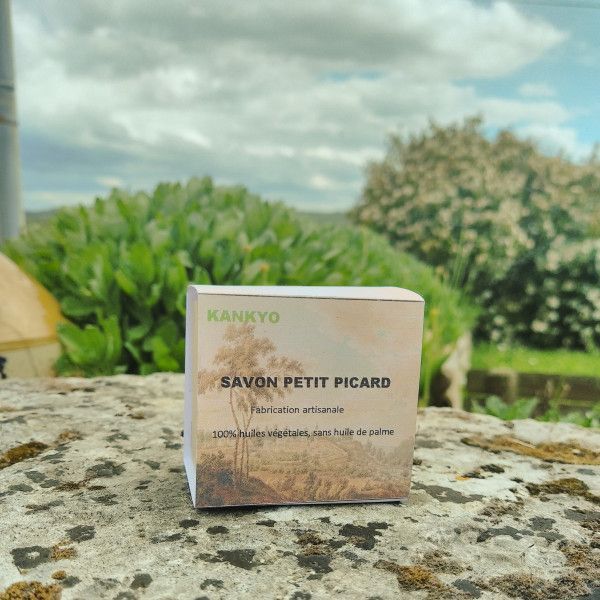 KANKYO
SAVON PETIT PICARD
Fabrication artisanale
100% huiles végétales, sans huile de palme